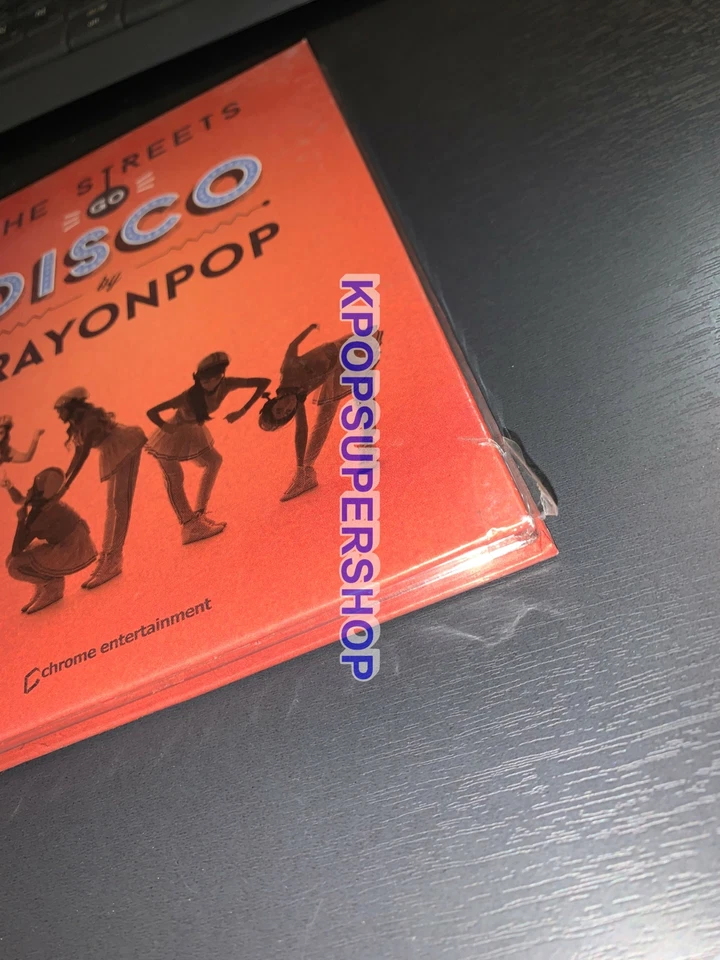 HE STREETS
GO
DISCO
by
RAYONPOP
chrome entertainment
KPOPSUPERSHOP